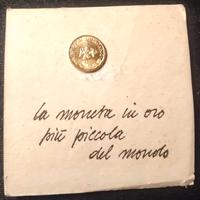 la moneta in oro
più piccola
del mondo